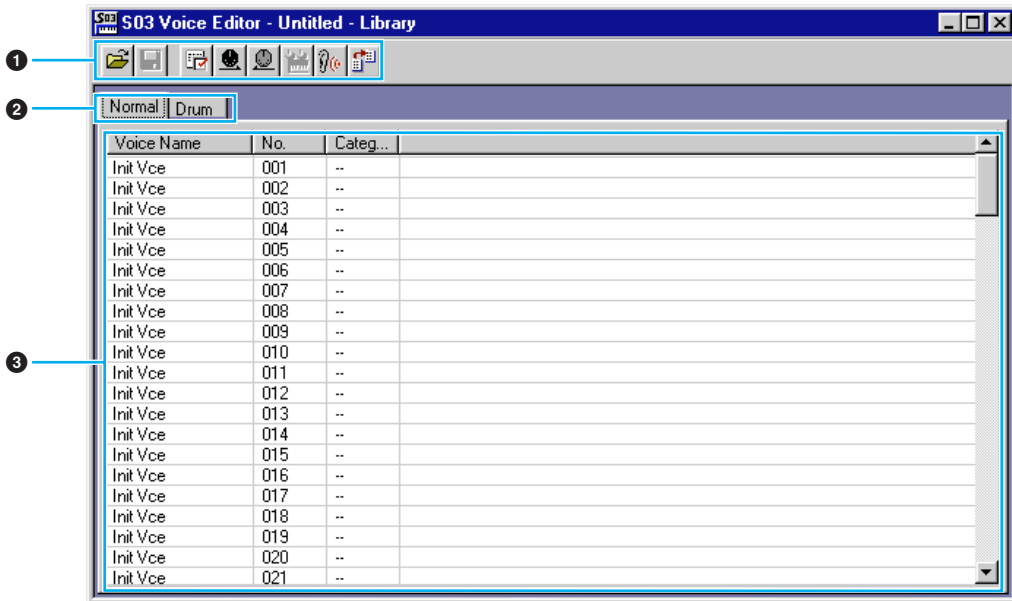 S03 S03 Voice Editor - Untitled - Library
1
2
Normal Drum
Voice Name No. Categ...
Init Vce 001 --
Init Vce 002 --
Init Vce 003 --
Init Vce 004 --
Init Vce 005 --
Init Vce 006 --
Init Vce 007 --
Init Vce 008 --
Init Vce 009 --
3
Init Vce 010 --
Init Vce 011 --
Init Vce 012 --
Init Vce 013 --
Init Vce 014 --
Init Vce 015 --
Init Vce 016 --
Init Vce 017 --
Init Vce 018 --
Init Vce 019 --
Init Vce 020 --
Init Vce 021 --